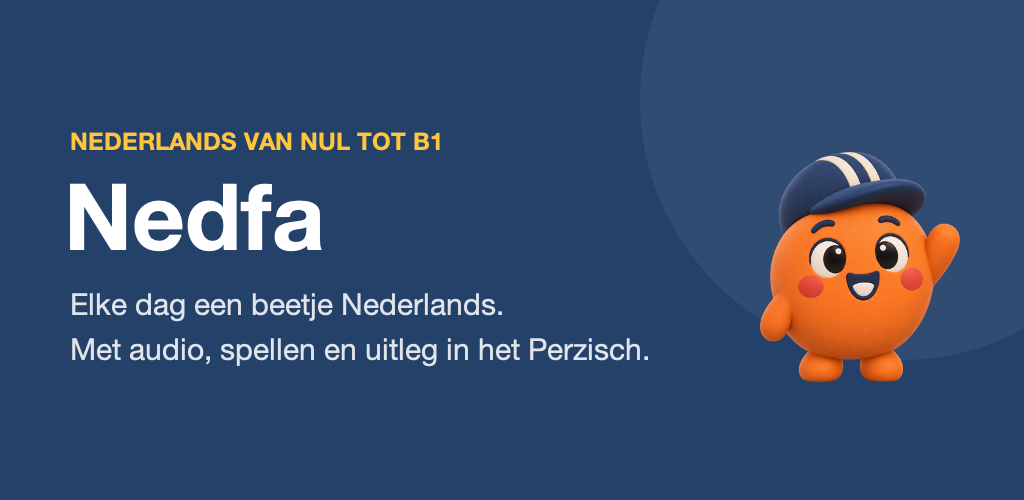 NEDERLANDS VAN NUL TOT B1
Nedfa
Elke dag een beetje Nederlands.
Met audio, spellen en uitleg in het Perzisch.